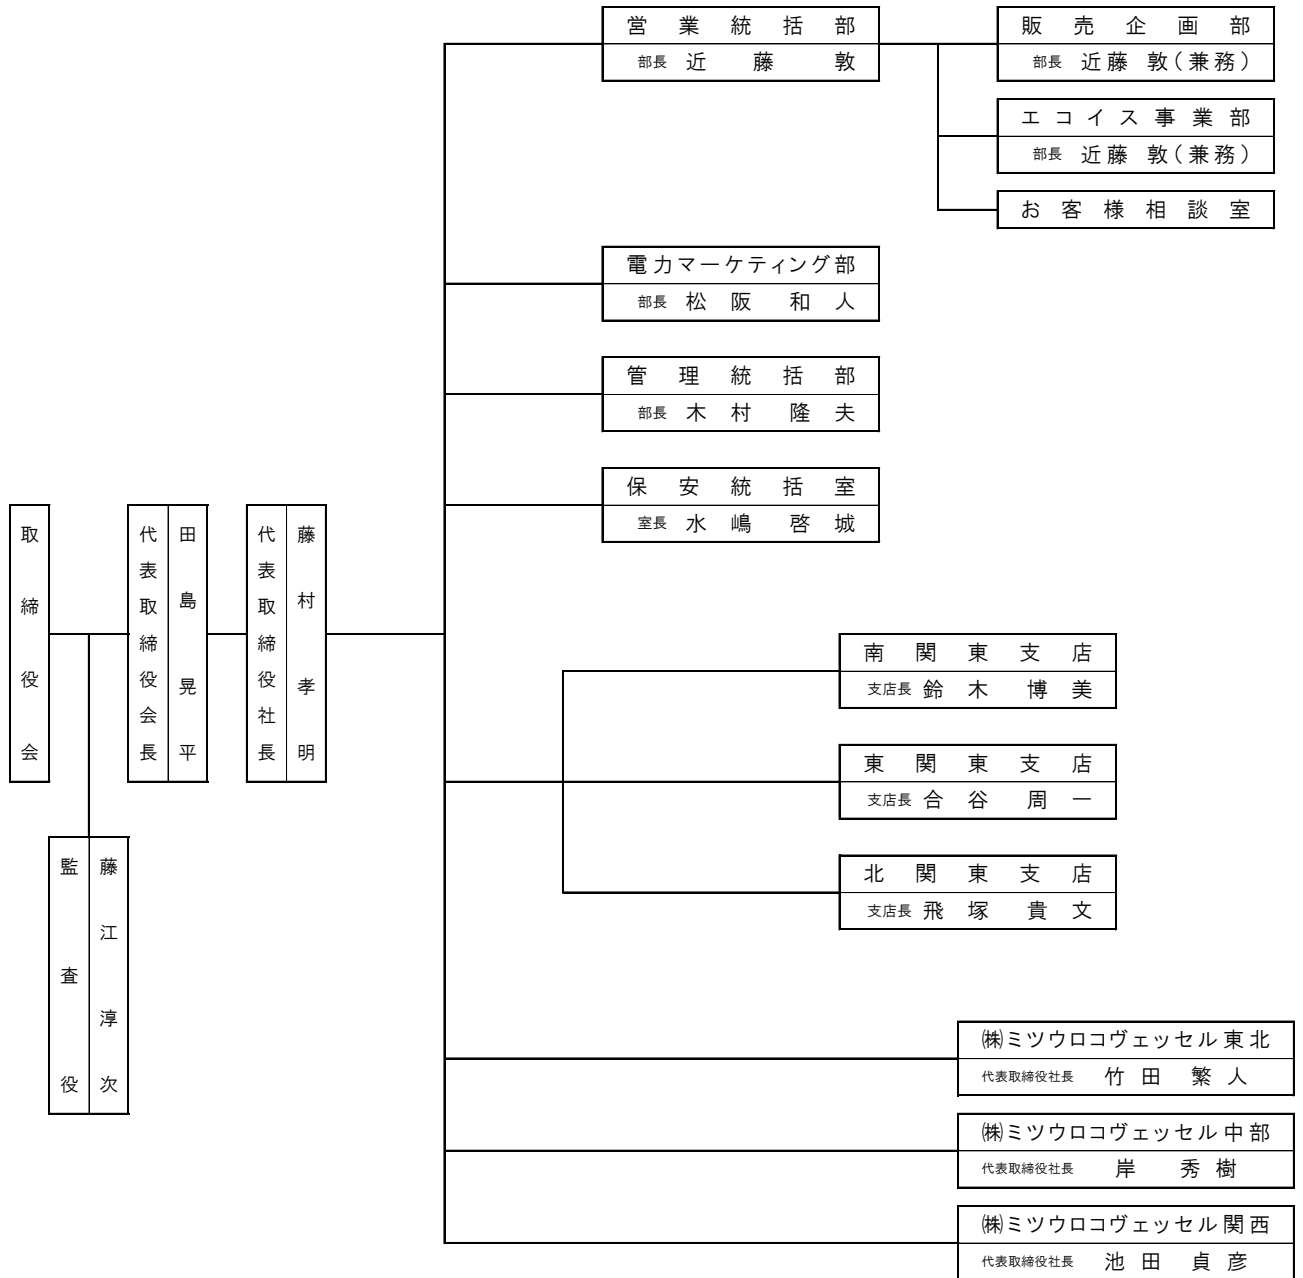 営業統括部
部長 近藤 敦
販売企画部
部長 近藤 敦(兼務)
エコイス事業部
部長 近藤 敦(兼務)
お客様相談室
電力マーケティング部
部長 松阪 和人
管理統括部
部長 木村 隆夫
保安統括室
室長 水嶋 啓城
取締役会
代表取締役会長
田島 晃平
代表取締役社長
藤村 孝明
監査役
藤江 淳次
南関東支店
支店長 鈴木 博美
東関東支店
支店長 合谷 周一
北関東支店
支店長 飛塚 貴文
㈱ミツウロコヴェッセル東北
代表取締役社長 竹田 繁人
㈱ミツウロコヴェッセル中部
代表取締役社長 岸 秀樹
㈱ミツウロコヴェッセル関西
代表取締役社長 池田 貞彦